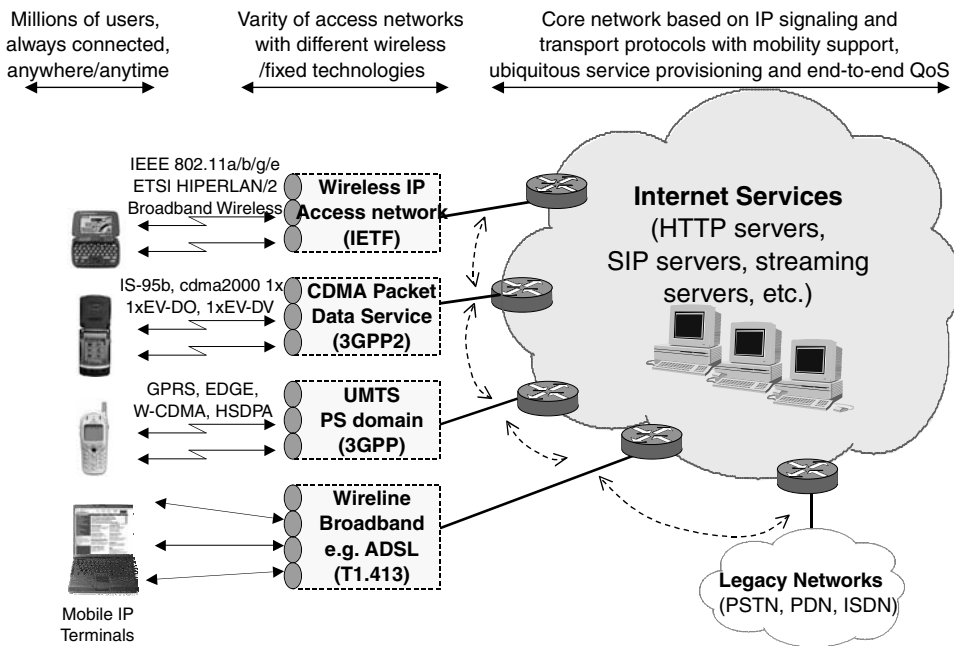 Millions of users,
always connected,
anywhere/anytime
Varity of access networks
with different wireless
/fixed technologies
Core network based on IP signaling and
transport protocols with mobility support,
ubiquitous service provisioning and end-to-end QoS
IEEE 802.11a/b/g/e
ETSI HIPERLAN/2
Broadband Wireless
Wireless IP
Access network
(IETF)
IS-95b, cdma2000 1x
1xEV-DO, 1xEV-DV
CDMA Packet
Data Service
(3GPP2)
GPRS, EDGE,
W-CDMA, HSDPA
UMTS
PS domain
(3GPP)
Wireline
Broadband
e.g. ADSL
(T1.413)
Mobile IP
Terminals
Internet Services
(HTTP servers,
SIP servers, streaming
servers, etc.)
Legacy Networks
(PSTN, PDN, ISDN)